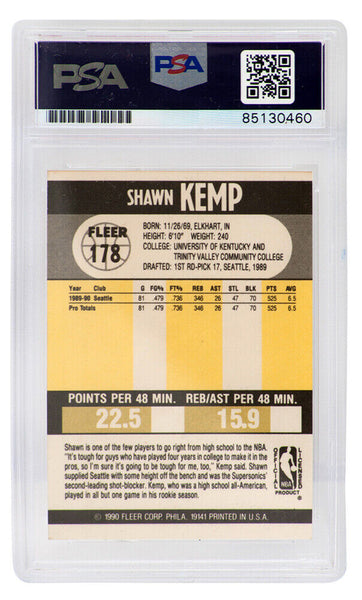 PSA
PSA
85130460
SHAWN KEMP
FLEER
178
BORN: 11/26/69, ELKHART, IN
HEIGHT: 6'10" WEIGHT: 240
COLLEGE: UNIVERSITY OF KENTUCKY AND
TRINITY VALLEY COMMUNITY COLLEGE
DRAFTED: 1ST RD-PICK 17, SEATTLE, 1989
Year Club G FG% FT% REB AST STL BLK PTS AVG
1989-90 Seattle 81 .479 .736 346 26 47 70 525 6.5
Pro Totals 81 .479 .736 346 26 47 70 525 6.5
POINTS PER 48 MIN. REB/AST PER 48 MIN.
22.5 15.9
Shawn is one of few players to go right from high school to the NBA.
"It's tough for guys who have played four years in college to make it in the
pros, so I'm sure it's going to be tough for me, too," Kemp said. Shawn
supplied Seattle with some height off the bench and was the Supersonics'
second-leading shot-blocker. Kemp, who was a high school all-American,
played in all but one game in his rookie season.
OFFICIAL LICENSED
NBA
PRODUCT
© 1990 FLEER CORP. PHILA. 19141 PRINTED IN U.S.A.